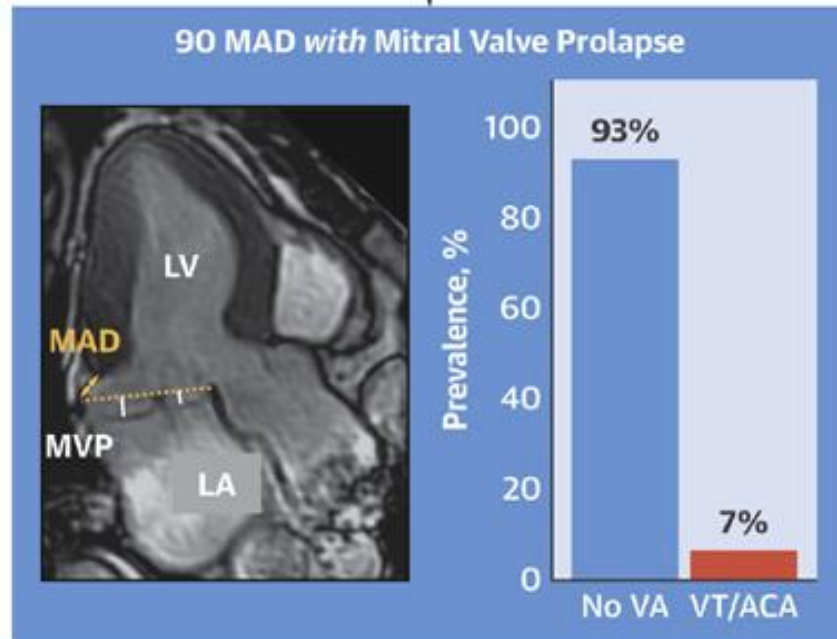 90 MAD with Mitral Valve Prolapse
LV
MAD
MVP
LA
Prevalence, %
100
80
60
40
20
0
93%
7%
No VA
VT/ACA